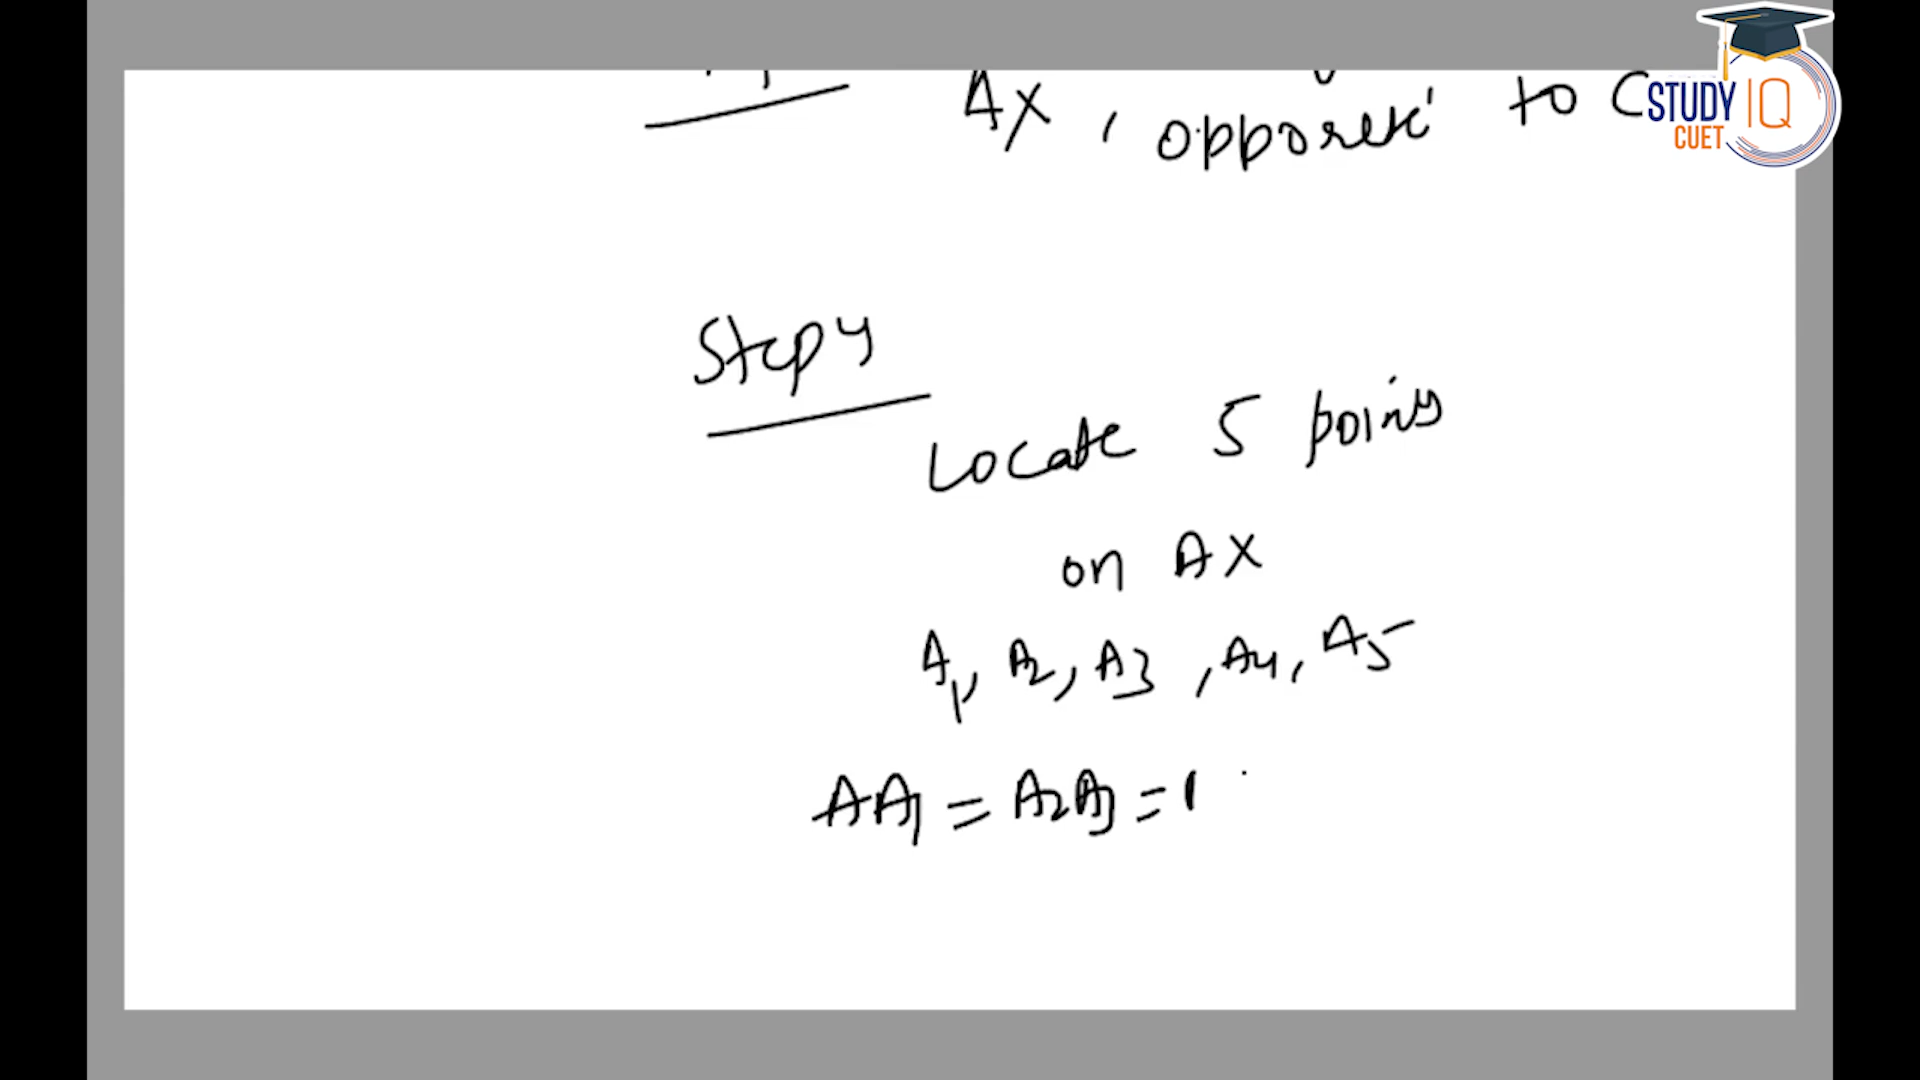 AX, opposite to C
STUDY IQ
CUET
Step 4
Locate 5 points
on AX
A1, A2, A3, A4, A5
AA1 = A2A3 = 1